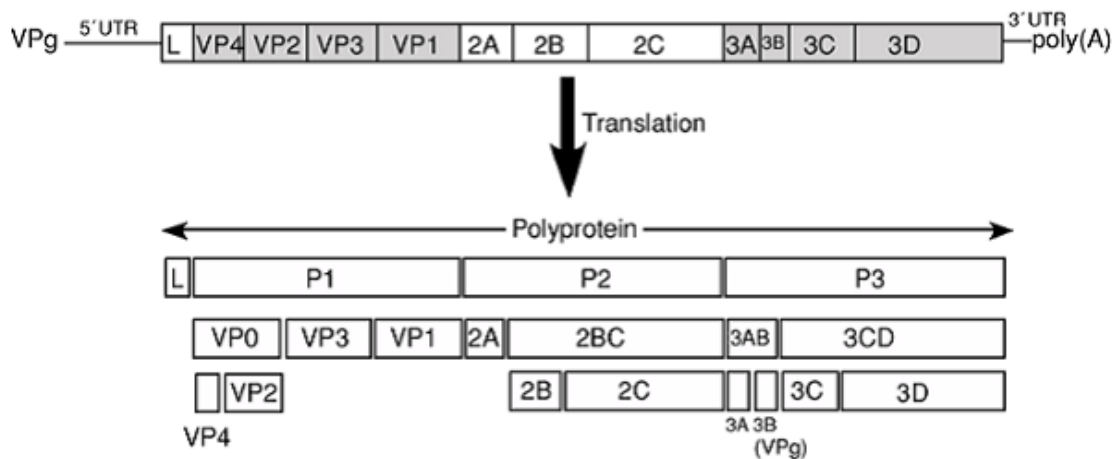 VPg 5´UTR L VP4 VP2 VP3 VP1 2A 2B 2C 3A 3B 3C 3D 3´UTR poly(A)
Translation
Polyprotein
L P1 P2 P3
VP0 VP3 VP1 2A 2BC 3AB 3CD
VP2 2B 2C 3C 3D
VP4 3A 3B
(VPg)